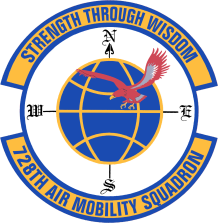 STRENGTH THROUGH WISDOM
N
W E
S
728TH AIR MOBILITY SQUADRON